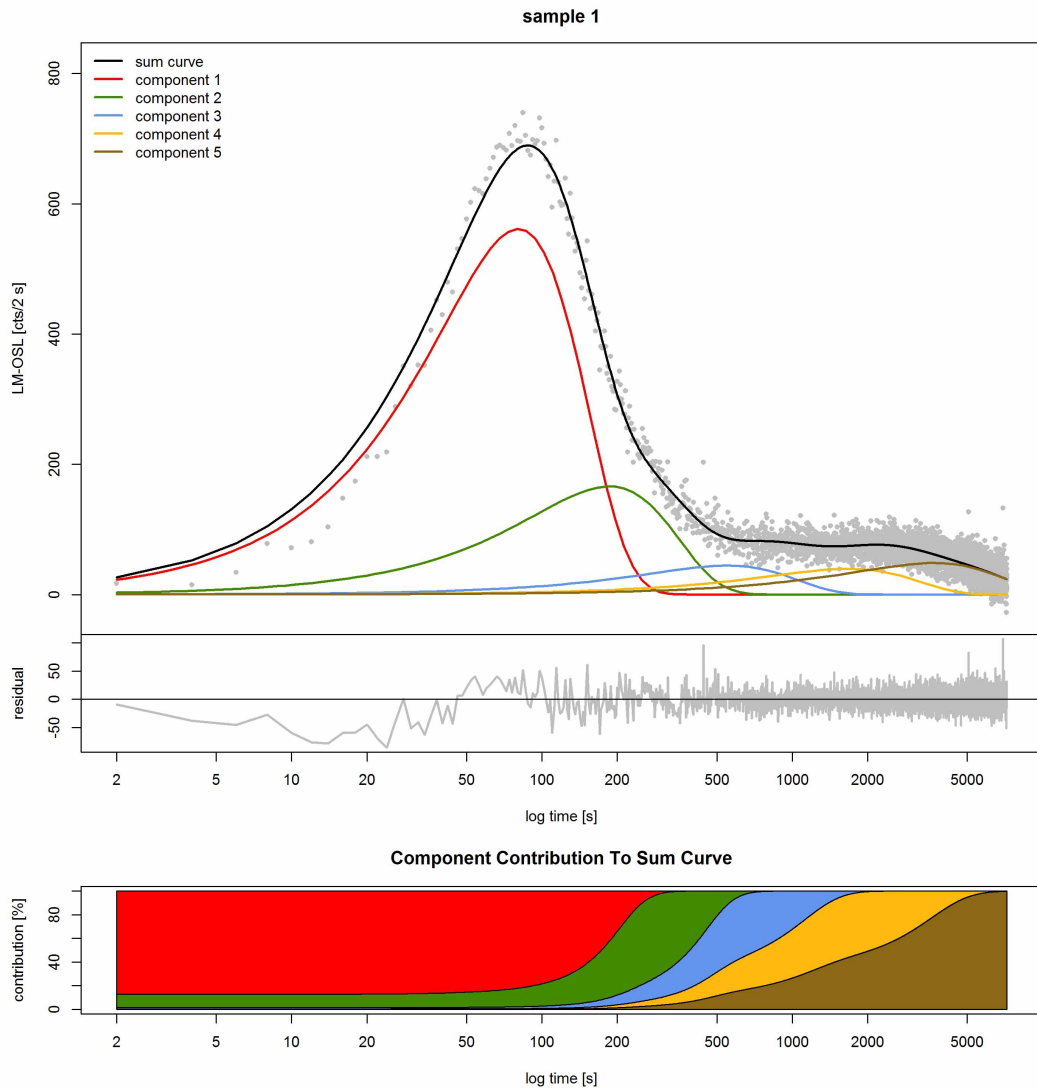 sample 1
800
600
400
200
0
LM-OSL [cts/2 s]
sum curve
component 1
component 2
component 3
component 4
component 5
50
0
-50
residual
2 5 10 20 50 100 200 500 1000 2000 5000
log time [s]
Component Contribution To Sum Curve
80
40
0
contribution [%]
2 5 10 20 50 100 200 500 1000 2000 5000
log time [s]